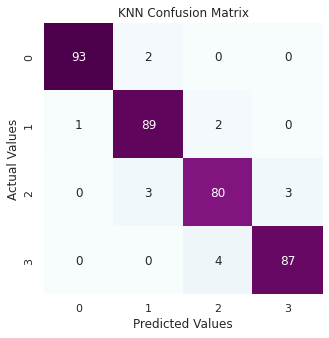 KNN Confusion Matrix
Actual Values
0 93 2 0 0
1 1 89 2 0
2 0 3 80 3
3 0 0 4 87
0 1 2 3
Predicted Values